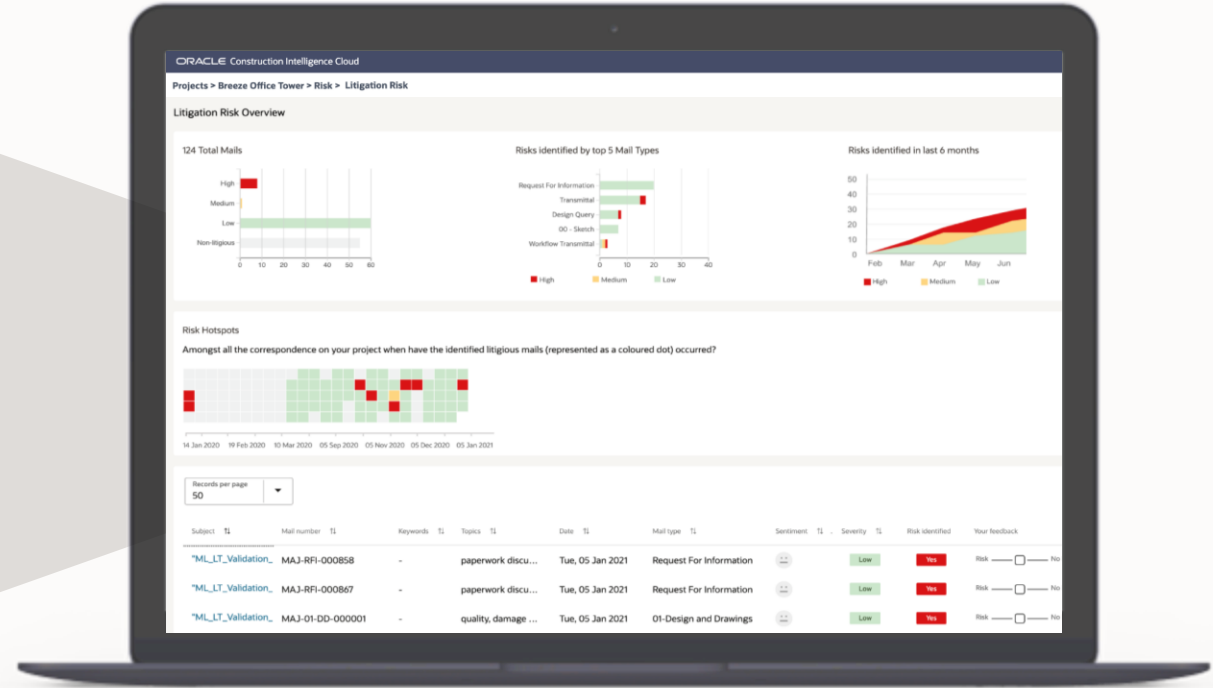 ORACLE Construction Intelligence Cloud
Projects > Breeze Office Tower > Risk > Litigation Risk
Litigation Risk Overview
124 Total Mails
High
Medium
Low
Non-litigious
0 10 20 30 40 50 60
Risks identified by top 5 Mail Types
Request For Information
Transmittal
Design Query
00 - Sketch
Workflow Transmittal
0 10 20 30 40
High Medium Low
Risks identified in last 6 months
50
40
30
20
10
0
Feb Mar Apr May Jun
High Medium Low
Risk Hotspots
Amongst all the correspondence on your project when have the identified litigious mails (represented as a coloured dot) occurred?
14 Jan 2020 19 Feb 2020 10 Mar 2020 05 Sep 2020 05 Nov 2020 05 Dec 2020 05 Jan 2021
Records per page
50
Subject Mail number Keywords Topics Date Mail type Sentiment Severity Risk identified Your feedback
"ML_LT_Validation_ MAJ-RFI-000858 - paperwork discu... Tue, 05 Jan 2021 Request For Information Low Yes Risk No
"ML_LT_Validation_ MAJ-RFI-000867 - paperwork discu... Tue, 05 Jan 2021 Request For Information Low Yes Risk No
"ML_LT_Validation_ MAJ-01-DD-000001 - quality, damage ... Tue, 05 Jan 2021 01-Design and Drawings Low Yes Risk No